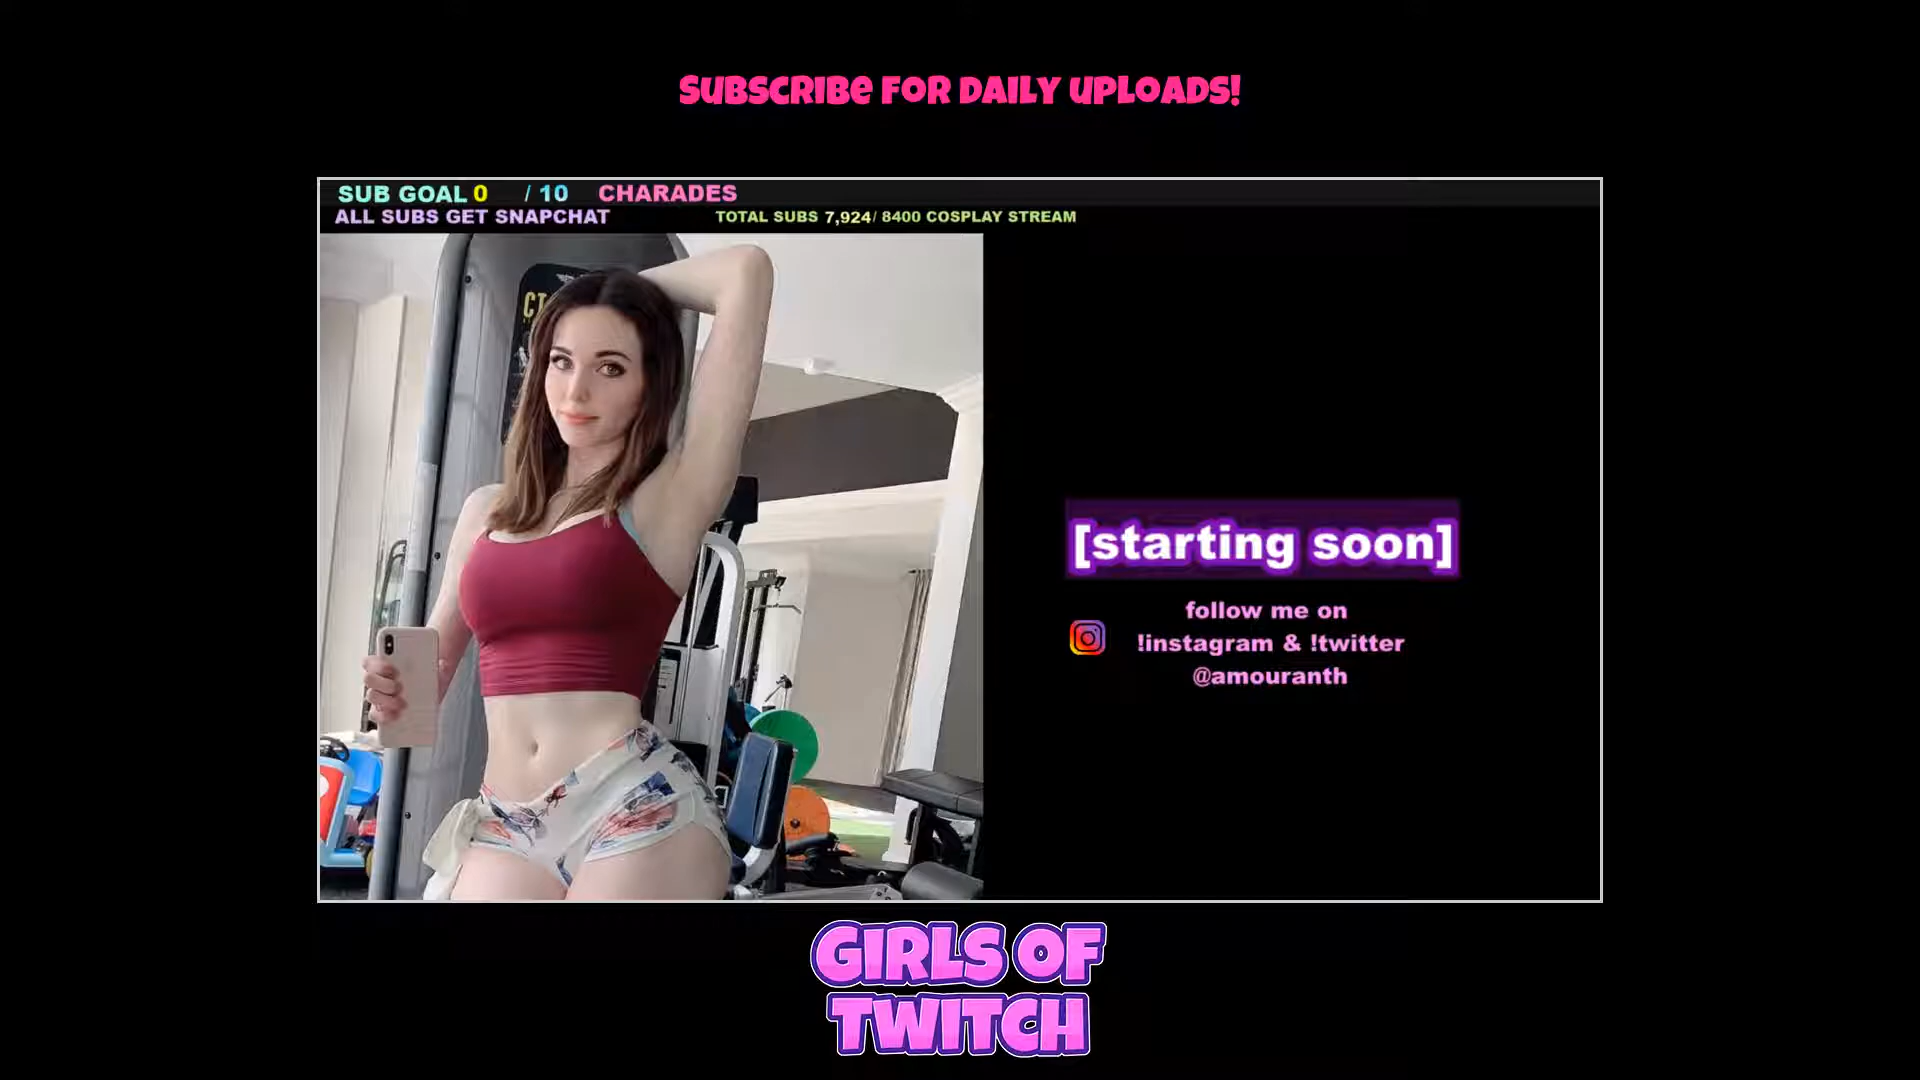 SUBSCRIBE FOR DAILY UPLOADS!
SUB GOAL 0 / 10 CHARADES
ALL SUBS GET SNAPCHAT TOTAL SUBS 7,924/ 8400 COSPLAY STREAM
CT
[starting soon]
follow me on
!instagram & !twitter
@amouranth
GIRLS OF
TWITCH